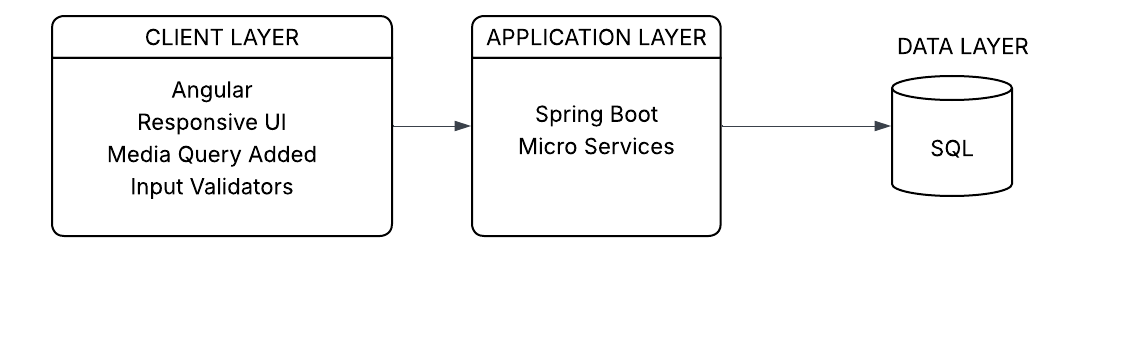 CLIENT LAYER
Angular
Responsive UI
Media Query Added
Input Validators
APPLICATION LAYER
Spring Boot
Micro Services
DATA LAYER
SQL